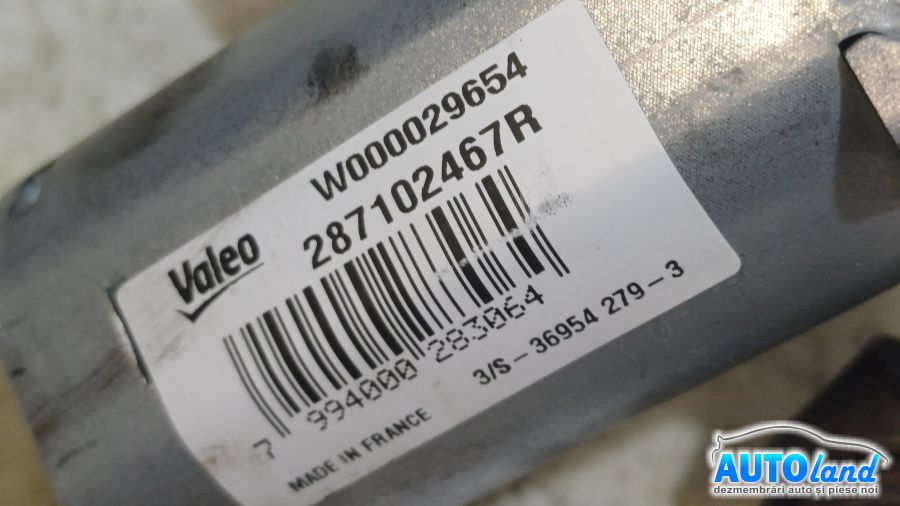 W000029654
287102467R
Valeo
7 994000 283064
3/S-36954 279-3
MADE IN FRANCE
AUTOland
dezmembrări auto și piese noi